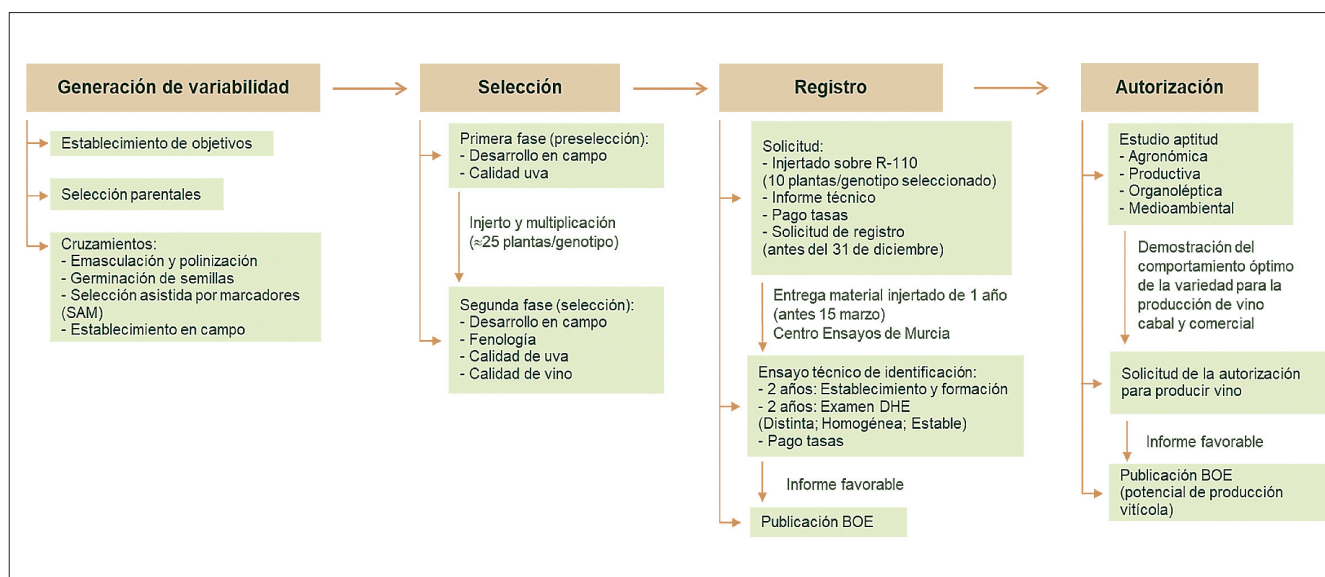 Generación de variabilidad
Establecimiento de objetivos
Selección parentales
Cruzamientos:
- Emasculación y polinización
- Germinación de semillas
- Selección asistida por marcadores
(SAM)
- Establecimiento en campo
Selección
Primera fase (preselección):
- Desarrollo en campo
- Calidad uva
Injerto y multiplicación
(≈25 plantas/genotipo)
Segunda fase (selección):
- Desarrollo en campo
- Fenología
- Calidad de uva
- Calidad de vino
Registro
Solicitud:
- Injertado sobre R-110
(10 plantas/genotipo seleccionado)
- Informe técnico
- Pago tasas
- Solicitud de registro
(antes del 31 de diciembre)
Entrega material injertado de 1 año
(antes 15 marzo)
Centro Ensayos de Murcia
Ensayo técnico de identificación:
- 2 años: Establecimiento y formación
- 2 años: Examen DHE
(Distinta; Homogénea; Estable)
- Pago tasas
Informe favorable
Publicación BOE
Autorización
Estudio aptitud
- Agronómica
- Productiva
- Organoléptica
- Medioambiental
Demostración del
comportamiento óptimo
de la variedad para la
producción de vino
cabal y comercial
Solicitud de la autorización
para producir vino
Informe favorable
Publicación BOE
(potencial de producción
vitícola)